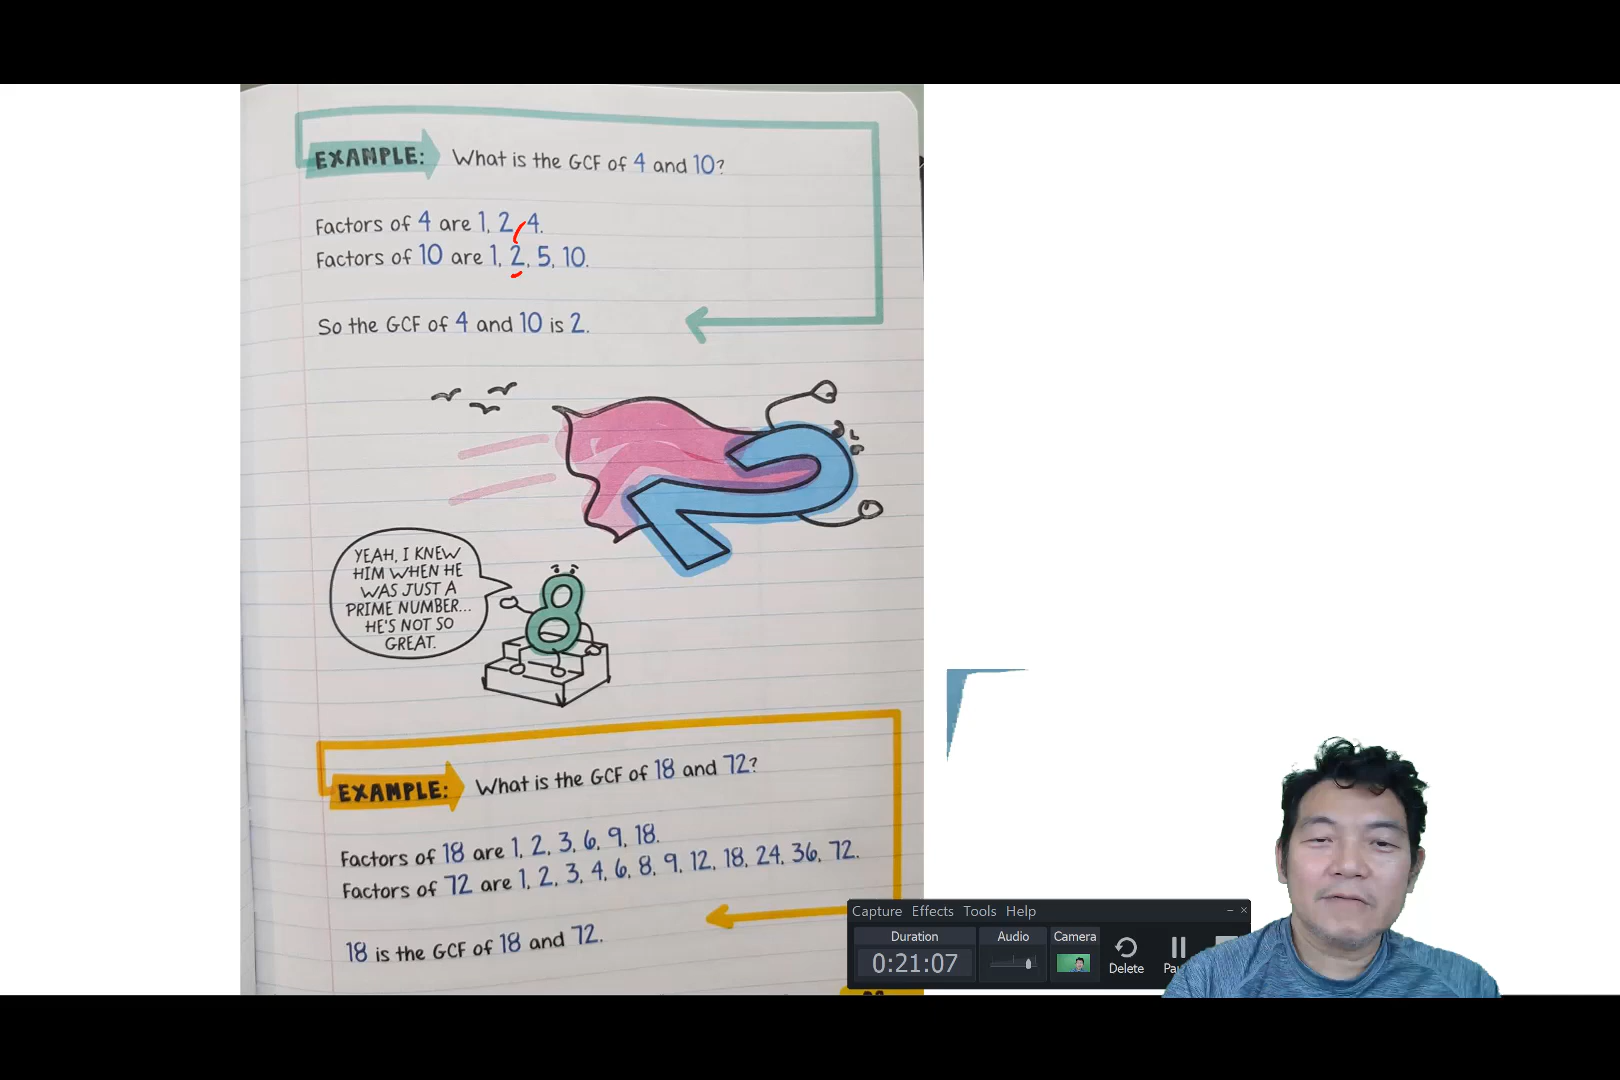 EXAMPLE: What is the GCF of 4 and 10?
Factors of 4 are 1, 2, 4.
Factors of 10 are 1, 2, 5, 10.
So the GCF of 4 and 10 is 2.
YEAH, I KNEW
HIM WHEN HE
WAS JUST A
PRIME NUMBER...
HE'S NOT SO
GREAT.
8
EXAMPLE: What is the GCF of 18 and 72?
Factors of 18 are 1, 2, 3, 6, 9, 18.
Factors of 72 are 1, 2, 3, 4, 6, 8, 9, 12, 18, 24, 36, 72.
18 is the GCF of 18 and 72.
Capture Effects Tools Help
Duration Audio Camera
0:21:07
Delete